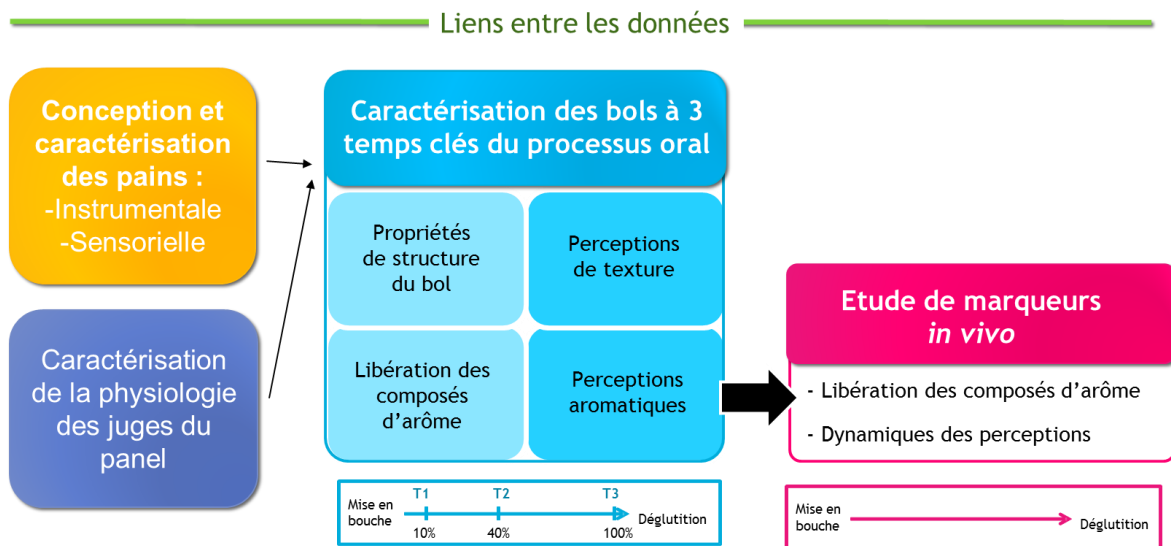 Liens entre les données
Conception et
caractérisation
des pains :
-Instrumentale
-Sensorielle
Caractérisation
de la physiologie
des juges du
panel
Caractérisation des bols à 3
temps clés du processus oral
Propriétés
de structure
du bol
Perceptions
de texture
Libération des
composés
d’arôme
Perceptions
aromatiques
Mise en
bouche
T1
T2
T3
10%
40%
100%
Déglutition
Etude de marqueurs
in vivo
- Libération des composés d’arôme
- Dynamiques des perceptions
Mise en
bouche
Déglutition